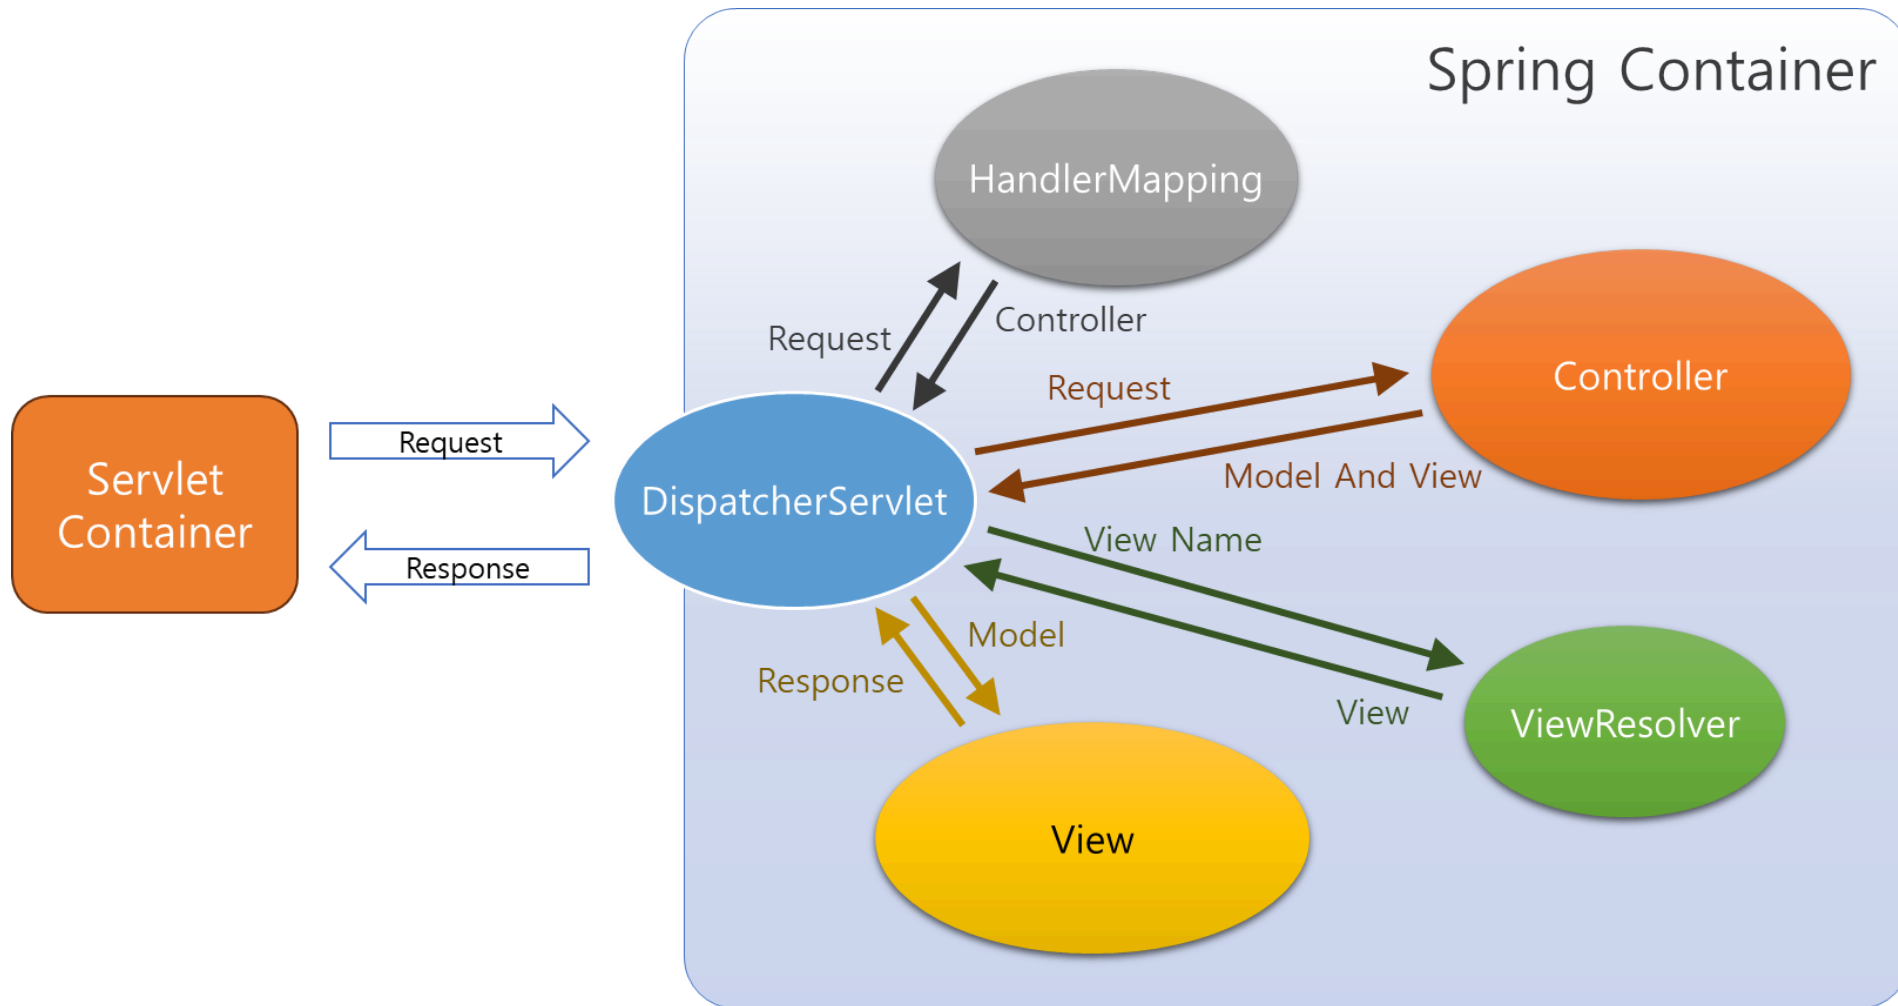 Spring Container
HandlerMapping
Request
Controller
Request
Controller
Model And View
Servlet
Container
Request
Response
DispatcherServlet
View Name
View
ViewResolver
Model
Response
View